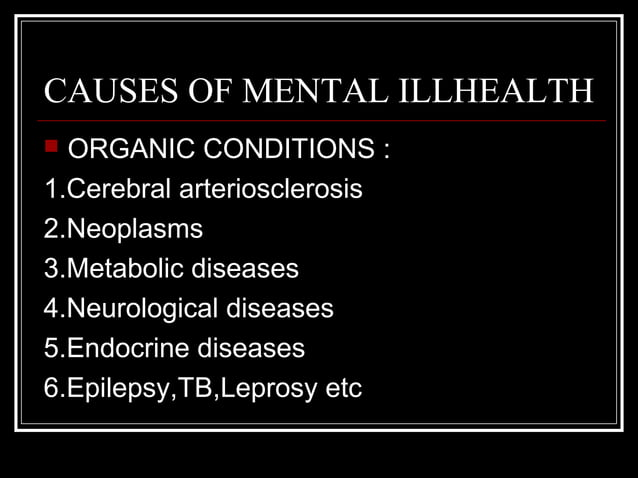 CAUSES OF MENTAL ILLHEALTH
ORGANIC CONDITIONS :
1.Cerebral arteriosclerosis
2.Neoplasms
3.Metabolic diseases
4.Neurological diseases
5.Endocrine diseases
6.Epilepsy,TB,Leprosy etc